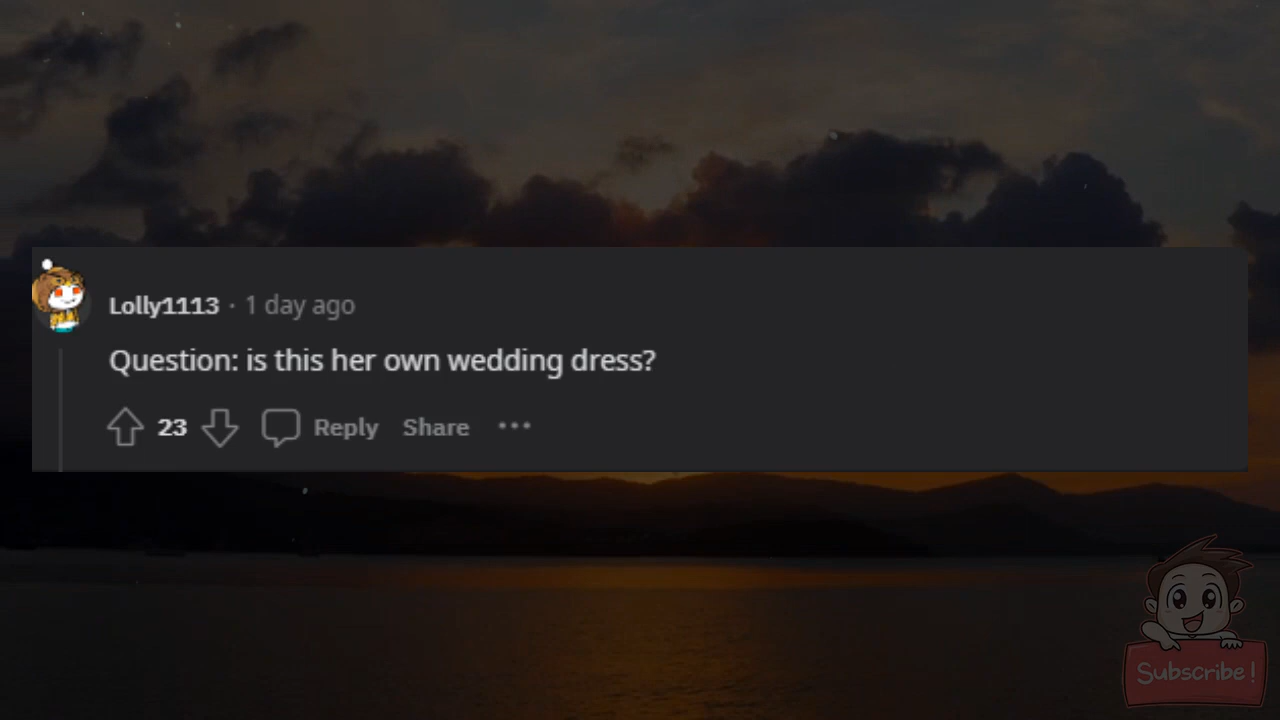 Lolly1113 · 1 day ago
Question: is this her own wedding dress?
23 Reply Share ···
Subscribe!